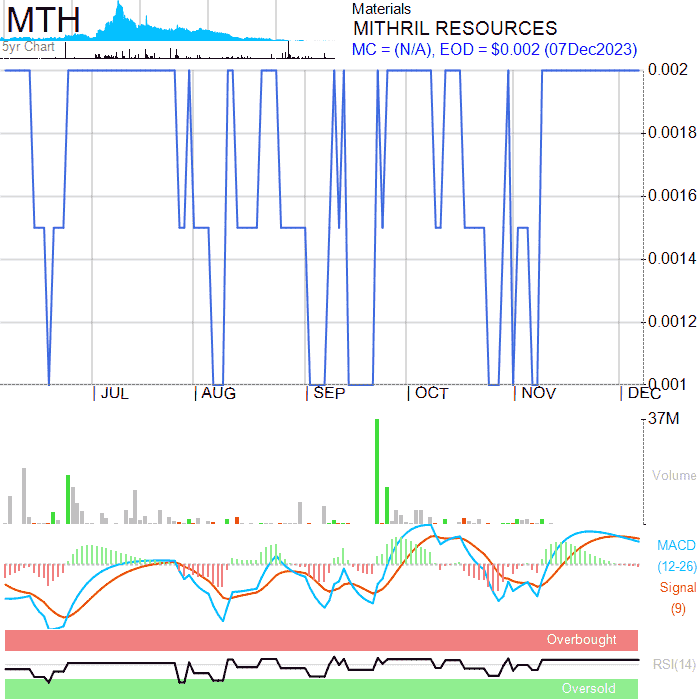 MTH
5yr Chart
Materials
MITHRIL RESOURCES
MC = (N/A), EOD = $0.002 (07Dec2023)
0.002
0.0018
0.0016
0.0014
0.0012
0.001
JUL AUG SEP OCT NOV DEC
37M
Volume
MACD
(12-26)
Signal
(9)
Overbought
RSI(14)
Oversold